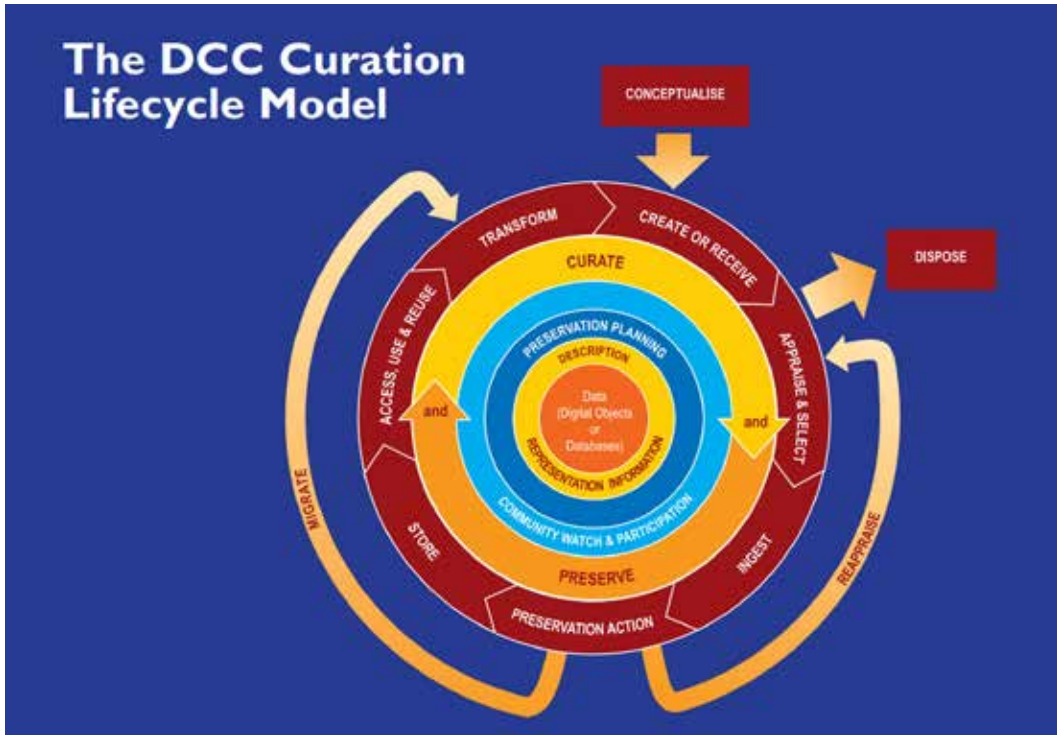 The DCC Curation
Lifecycle Model
CONCEPTUALISE
DISPOSE
TRANSFORM
CREATE OR RECEIVE
APPRAISE & SELECT
INGEST
PRESERVATION ACTION
STORE
ACCESS, USE & REUSE
CURATE
and
PRESERVE
and
MIGRATE
REAPPRAISE
PRESERVATION PLANNING
COMMUNITY WATCH & PARTICIPATION
DESCRIPTION
REPRESENTATION INFORMATION
Data
(Digital Objects
or
Databases)